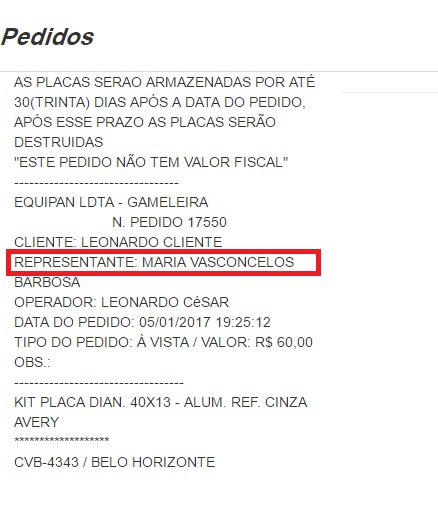 Pedidos
AS PLACAS SERAO ARMAZENADAS POR ATÉ
30(TRINTA) DIAS APÓS A DATA DO PEDIDO,
APÓS ESSE PRAZO AS PLACAS SERÃO
DESTRUIDAS
"ESTE PEDIDO NÃO TEM VALOR FISCAL"
---------------------------------
EQUIPAN LDTA - GAMELEIRA
N. PEDIDO 17550
CLIENTE: LEONARDO CLIENTE
REPRESENTANTE: MARIA VASCONCELOS
BARBOSA
OPERADOR: LEONARDO CéSAR
DATA DO PEDIDO: 05/01/2017 19:25:12
TIPO DO PEDIDO: À VISTA / VALOR: R$ 60,00
OBS.:
----------------------------------
KIT PLACA DIAN. 40X13 - ALUM. REF. CINZA
AVERY
*******************
CVB-4343 / BELO HORIZONTE